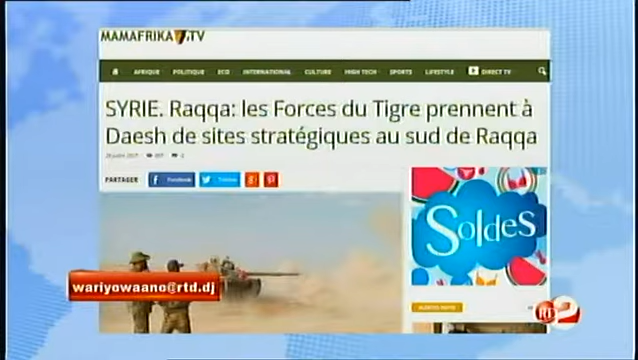 MAMAFRIKA TV
AFRIQUE POLITIQUE ECO INTERNATIONAL CULTURE HIGH TECH SPORTS LIFESTYLE DIRECT TV
SYRIE. Raqqa: les Forces du Tigre prennent à
Daesh de sites stratégiques au sud de Raqqa
PARTAGER Facebook Twitter
Soldes
wariyowaano@rtd.dj
2